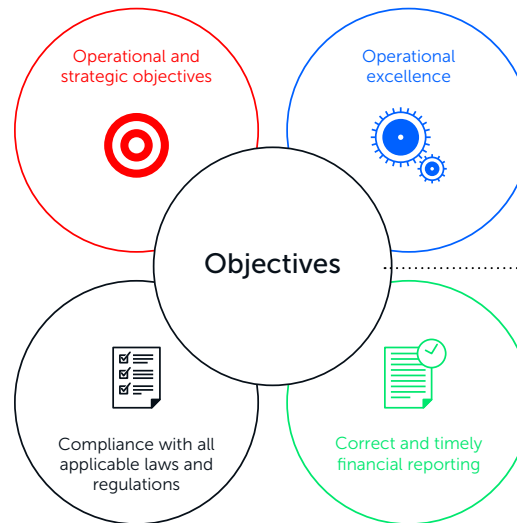 Operational and
strategic objectives
Operational
excellence
Objectives
Compliance with all
applicable laws and
regulations
Correct and timely
financial reporting